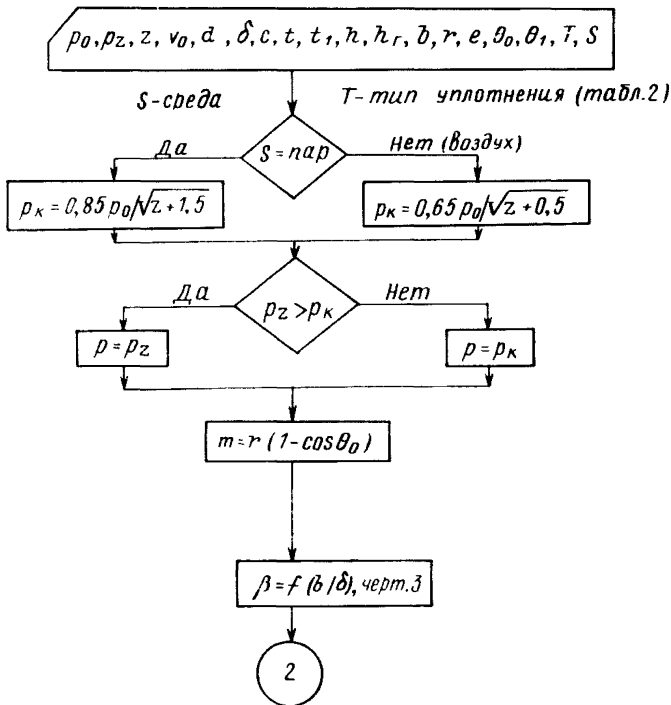 p₀, p_z, z, v₀, d, δ, c, t, t₁, h, h_r, b, r, e, θ₀, θ₁, T, S
S-среда T-тип уплотнения (табл.2)
Да S = пар Нет (воздух)
p_к = 0,85 p₀/√z + 1,5 p_к = 0,65 p₀/√z + 0,5
Да p_z > p_к Нет
p = p_z p = p_к
m = r (1-cosθ₀)
β = f (b/δ), черт.3
2